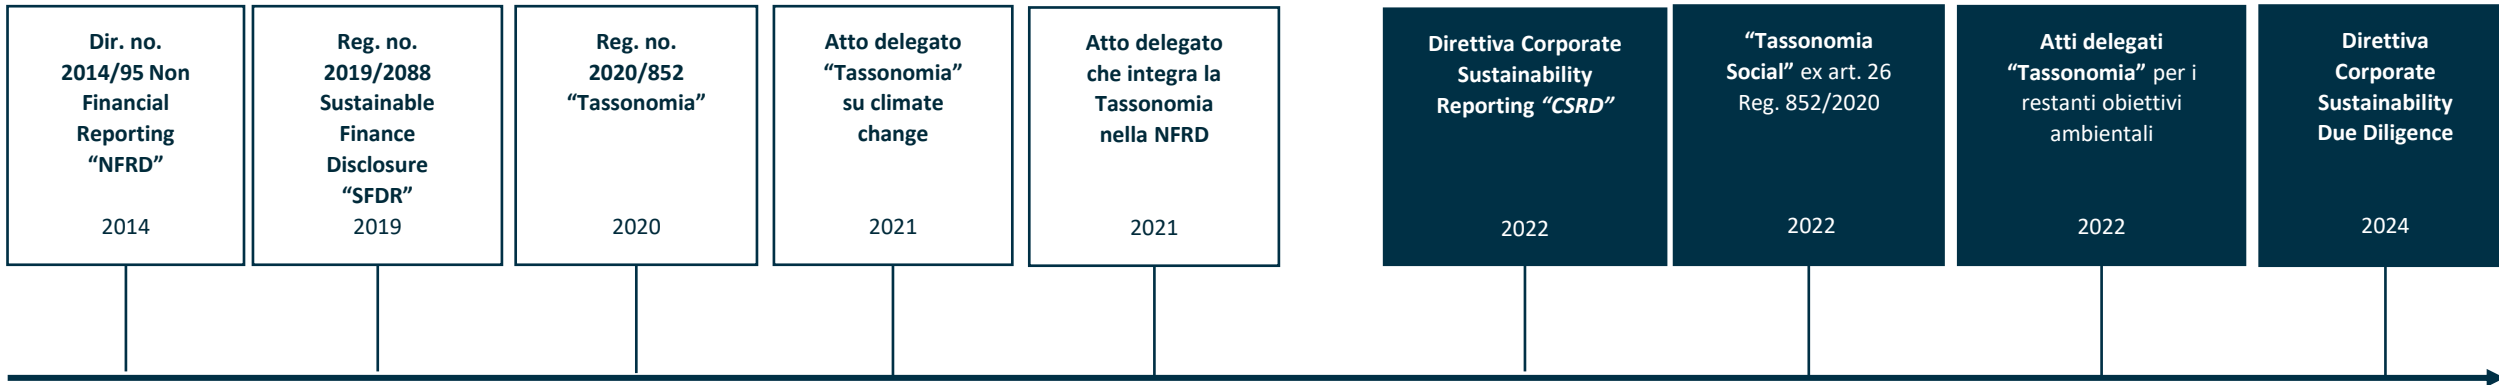 Dir. no.
2014/95 Non
Financial
Reporting
“NFRD”
2014
Reg. no.
2019/2088
Sustainable
Finance
Disclosure
“SFDR”
2019
Reg. no.
2020/852
“Tassonomia”
2020
Atto delegato
“Tassonomia”
su climate
change
2021
Atto delegato
che integra la
Tassonomia
nella NFRD
2021
Direttiva Corporate
Sustainability
Reporting “CSRD”
2022
“Tassonomia
Social” ex art. 26
Reg. 852/2020
2022
Atti delegati
“Tassonomia” per i
restanti obiettivi
ambientali
2022
Direttiva
Corporate
Sustainability
Due Diligence
2024